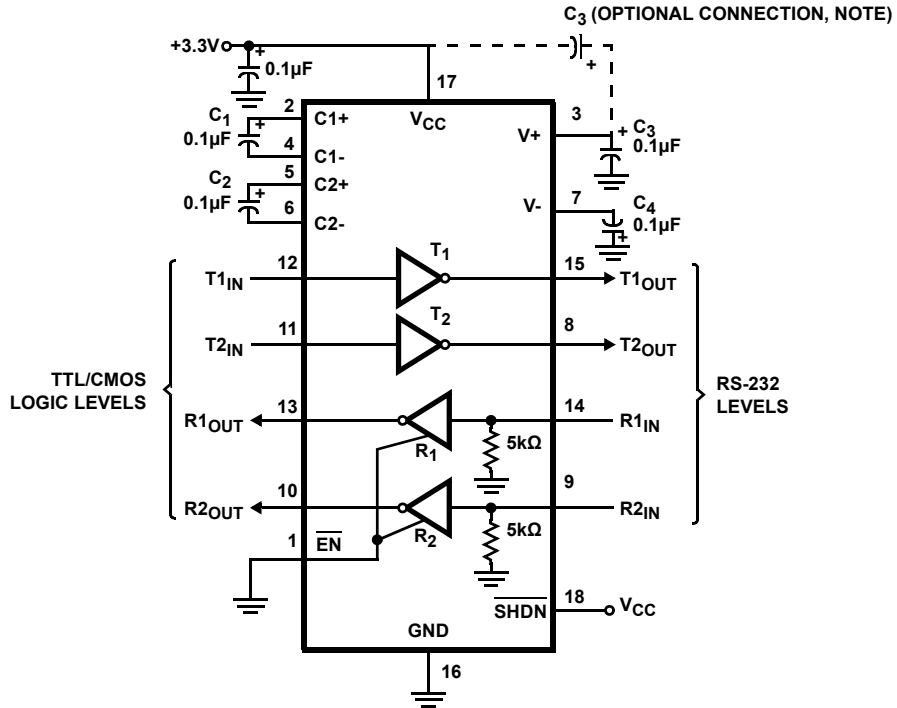 C3 (OPTIONAL CONNECTION, NOTE)
+3.3V
+
0.1µF
+
17
2
C1
0.1µF
+
C1+
VCC
3
V+
+
C3
0.1µF
4
C1-
5
C2
0.1µF
+
C2+
6
C2-
7
V-
C4
0.1µF
+
T1
12
T1IN
15
T1OUT
T2
11
T2IN
8
T2OUT
TTL/CMOS
LOGIC LEVELS
RS-232
LEVELS
13
R1OUT
R1
14
R1IN
5kΩ
10
R2OUT
R2
9
R2IN
5kΩ
1
EN
18
SHDN
VCC
GND
16